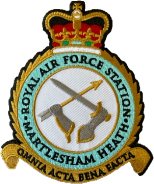 ROYAL AIR FORCE STATION
MARTLESHAM HEATH
OMNIA ACTA BENE FACTA